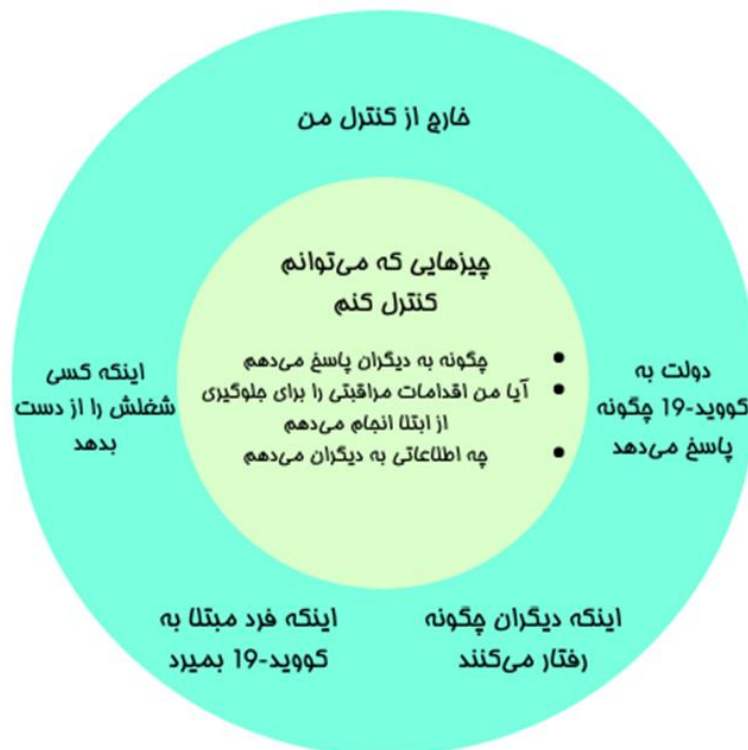 خارج از کنترل من
چیزهایی که می‌توانم
کنترل کنم
• چگونه به دیگران پاسخ می‌دهم
• آیا من اقدامات مراقبتی را برای جلوگیری
از ابتلا انجام می‌دهم
• چه اطلاعاتی به دیگران می‌دهم
دولت به
کووید-19 چگونه
پاسخ می‌دهد
اینکه کسی
شغلش را از دست
بدهد
اینکه دیگران چگونه
رفتار می‌کنند
اینکه فرد مبتلا به
کووید-19 بمیرد